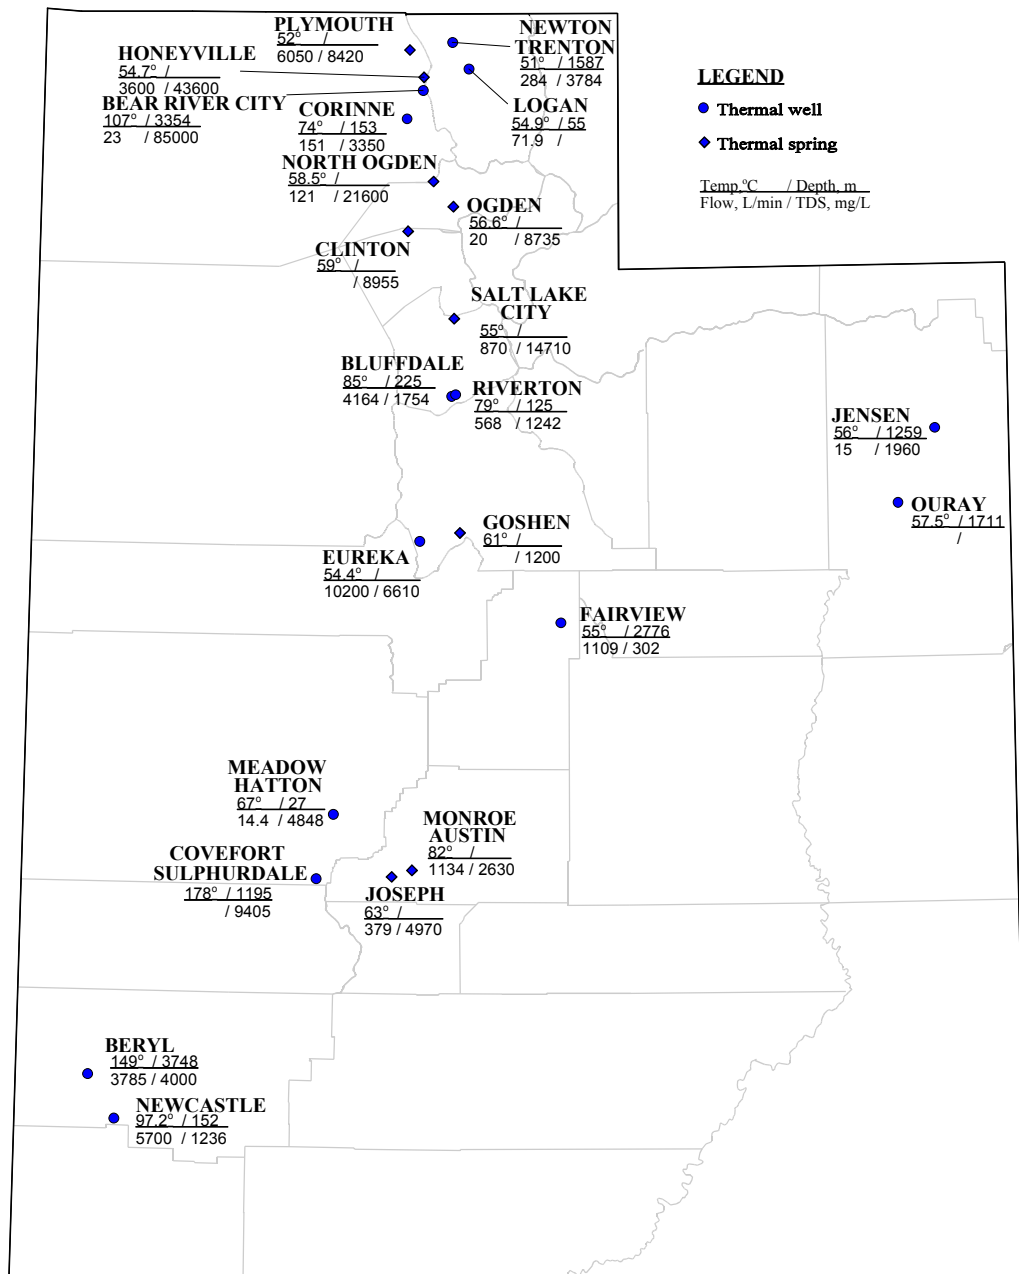 PLYMOUTH
52° /
6050 / 8420
NEWTON
TRENTON
51° / 1587
284 / 3784
HONEYVILLE
54.7° /
3600 / 43600
BEAR RIVER CITY
107° / 3354
23 / 85000
CORINNE
74° / 153
151 / 3350
LOGAN
54.9° / 55
71.9 /
LEGEND
Thermal well
Thermal spring
Temp,°C / Depth, m
Flow, L/min / TDS, mg/L
NORTH OGDEN
58.5° /
121 / 21600
OGDEN
56.6° /
20 / 8735
CLINTON
59° /
/ 8955
SALT LAKE
CITY
55° /
870 / 14710
BLUFFDALE
85° / 225
4164 / 1754
RIVERTON
79° / 125
568 / 1242
JENSEN
56° / 1259
15 / 1960
OURAY
57.5° / 1711
/
GOSHEN
61° /
/ 1200
EUREKA
54.4° /
10200 / 6610
FAIRVIEW
55° / 2776
1109 / 302
MEADOW
HATTON
67° / 27
14.4 / 4848
MONROE
AUSTIN
82° /
1134 / 2630
COVEFORT
SULPHURDALE
178° / 1195
/ 9405
JOSEPH
63° /
379 / 4970
BERYL
149° / 3748
3785 / 4000
NEWCASTLE
97.2° / 152
5700 / 1236